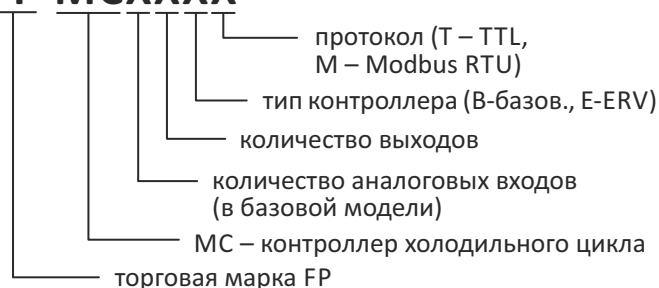 протокол (T – TTL,
M – Modbus RTU)
тип контроллера (В-базов., E-ERV)
количество выходов
количество аналоговых входов
(в базовой модели)
МС – контроллер холодильного цикла
торговая марка FP